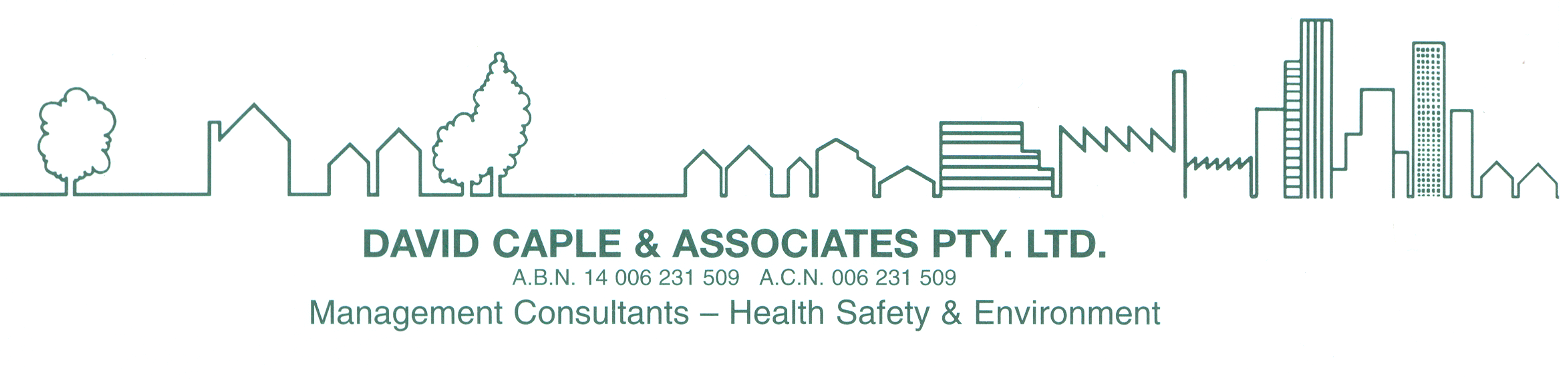 DAVID CAPLE & ASSOCIATES PTY. LTD.
A.B.N. 14 006 231 509 A.C.N. 006 231 509
Management Consultants – Health Safety & Environment